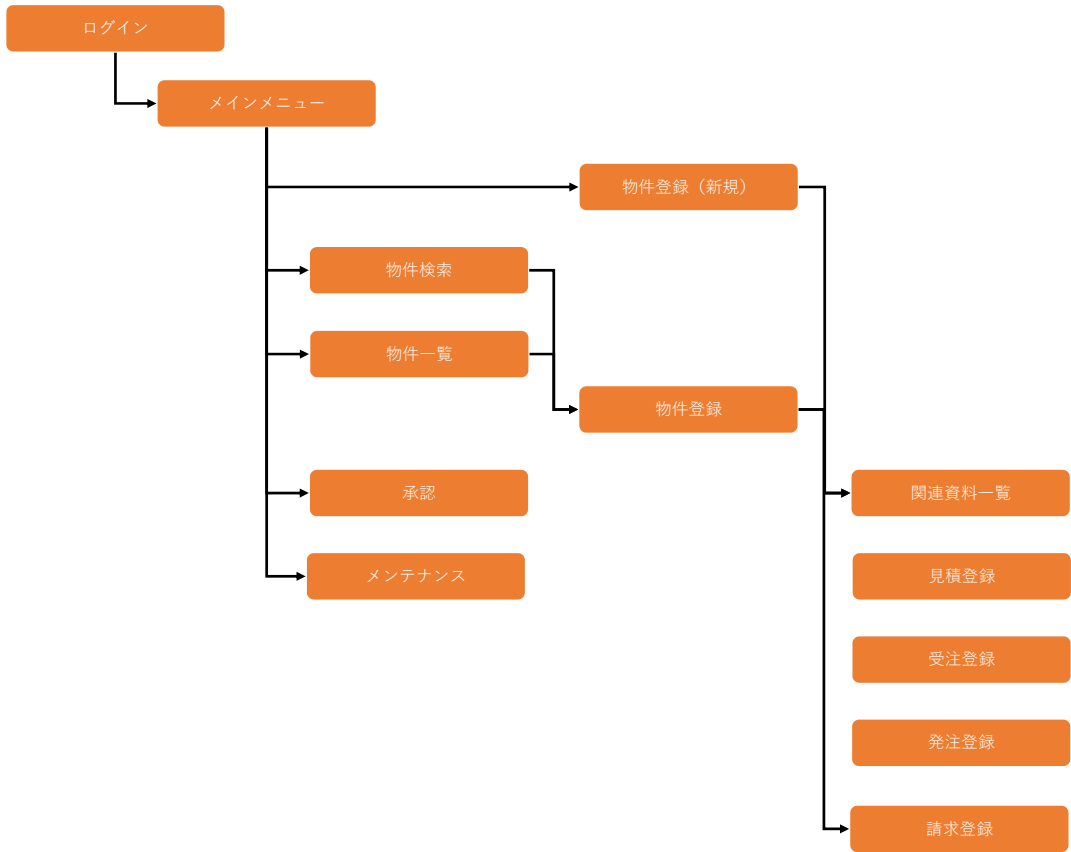 ログイン
メインメニュー
物件登録（新規）
物件検索
物件一覧
物件登録
承認
関連資料一覧
メンテナンス
見積登録
受注登録
発注登録
請求登録